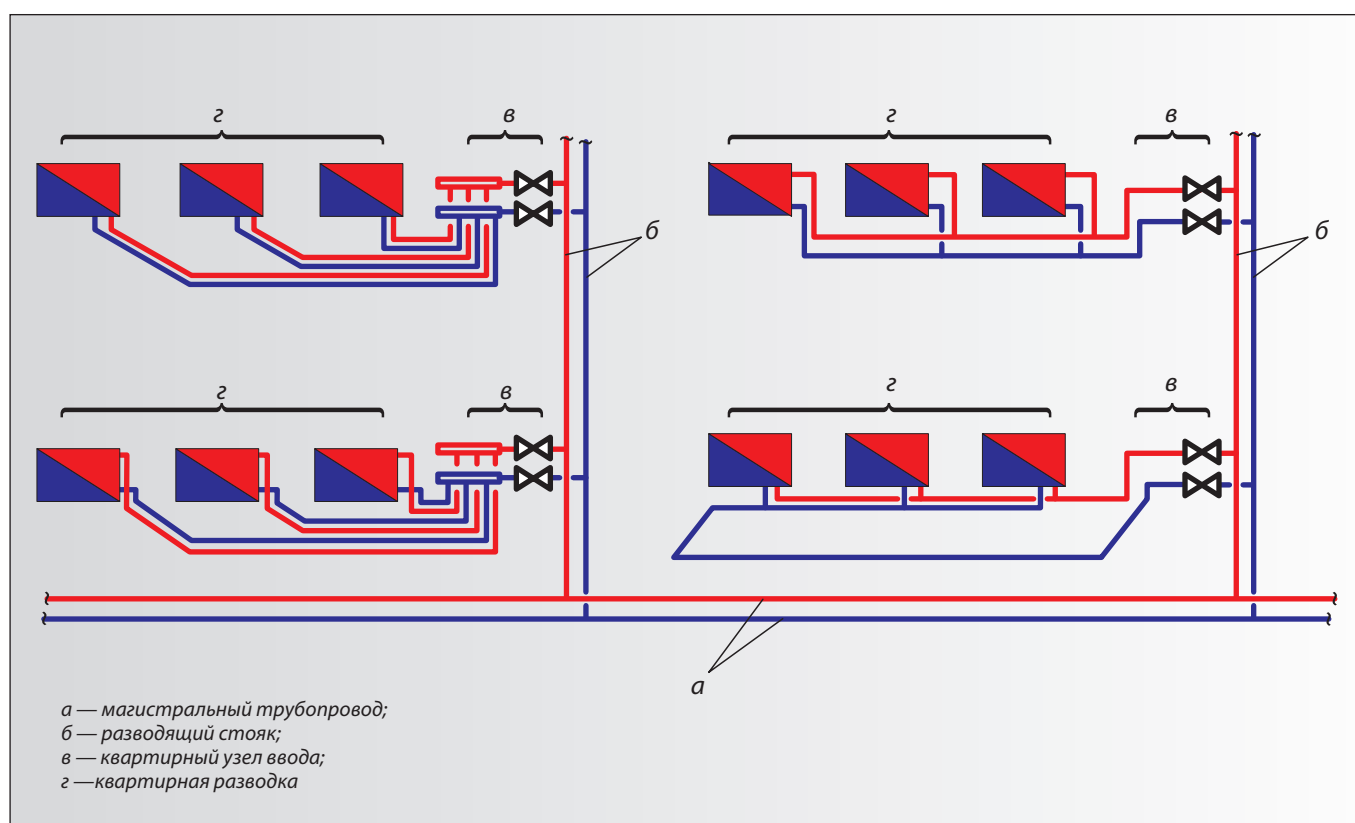 г
в
г
в
б
б
г
в
г
в
а
а — магистральный трубопровод;
б — разводящий стояк;
в — квартирный узел ввода;
г —квартирная разводка